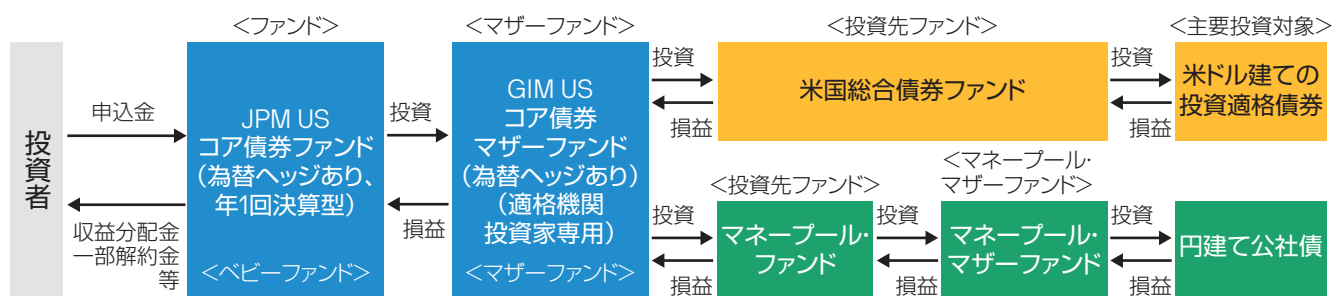 投資者
申込金
収益分配金
一部解約金
等
＜ファンド＞
JPM US
コア債券ファンド
（為替ヘッジあり、
年1回決算型）
＜ベビーファンド＞
投資
損益
＜マザーファンド＞
GIM US
コア債券
マザーファンド
（為替ヘッジあり）
（適格機関
投資家専用）
＜マザーファンド＞
投資
損益
＜投資先ファンド＞
米国総合債券ファンド
投資
損益
＜主要投資対象＞
米ドル建ての
投資適格債券
投資
損益
＜投資先ファンド＞
マネープール・
ファンド
投資
損益
＜マネープール・
マザーファンド＞
マネープール・
マザーファンド
投資
損益
円建て公社債